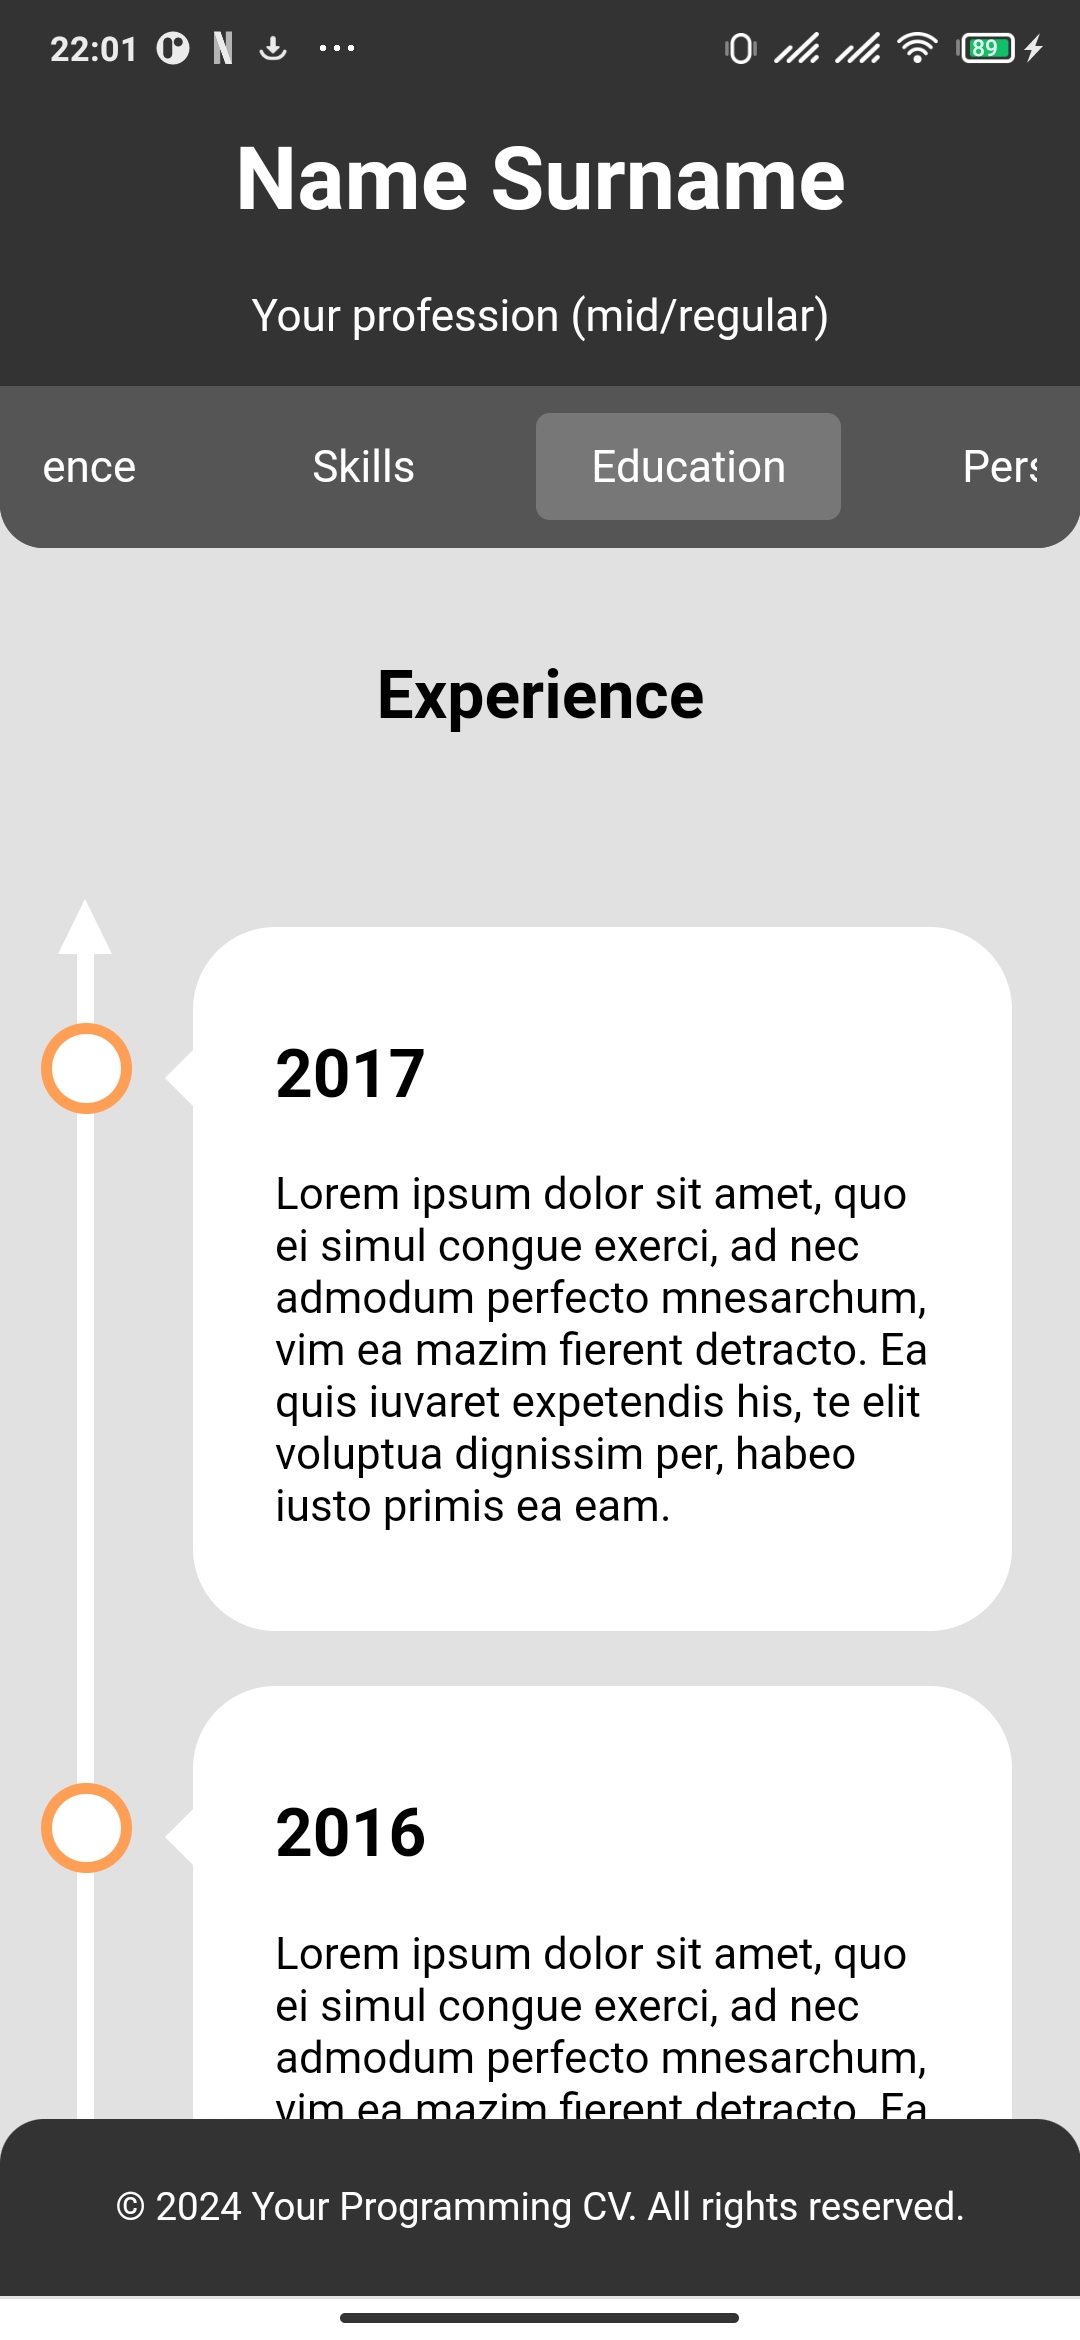 22:01
89
Name Surname
Your profession (mid/regular)
ence Skills Education Pers
Experience
2017
Lorem ipsum dolor sit amet, quo
ei simul congue exerci, ad nec
admodum perfecto mnesarchum,
vim ea mazim fierent detracto. Ea
quis iuvaret expetendis his, te elit
voluptua dignissim per, habeo
iusto primis ea eam.
2016
Lorem ipsum dolor sit amet, quo
ei simul congue exerci, ad nec
admodum perfecto mnesarchum,
vim ea mazim fierent detracto. Ea
© 2024 Your Programming CV. All rights reserved.